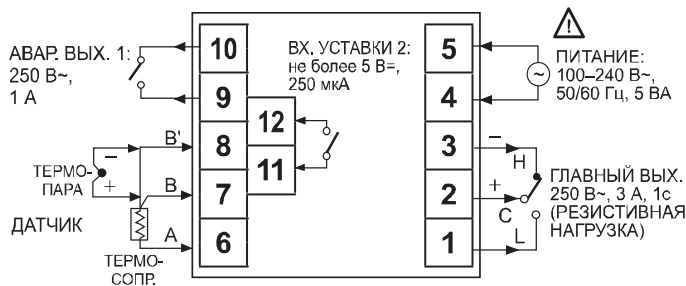 АВАР. ВЫХ. 1:
250 В~,
1 А
10
9
8
7
6
12
11
ВХ. УСТАВКИ 2:
не более 5 В=,
250 мкА
5
4
3
2
1
!
~
ПИТАНИЕ:
100–240 В~,
50/60 Гц, 5 ВА
B'
B
A
–
+
ТЕРМО-
ПАРА
ДАТЧИК
ТЕРМО-
СОПР.
–
H
+
C
L
ГЛАВНЫЙ ВЫХ.
250 В~, 3 А, 1с
(РЕЗИСТИВНАЯ
НАГРУЗКА)